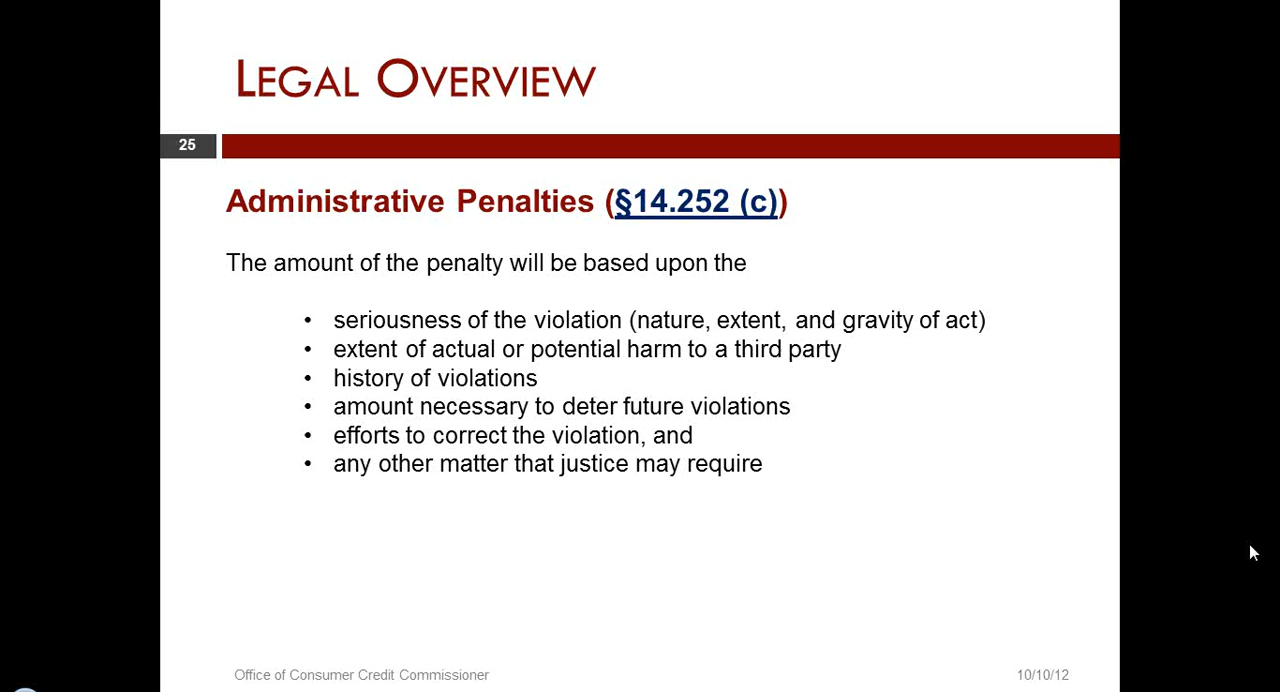 LEGAL OVERVIEW
25
Administrative Penalties (§14.252 (c))
The amount of the penalty will be based upon the
• seriousness of the violation (nature, extent, and gravity of act)
• extent of actual or potential harm to a third party
• history of violations
• amount necessary to deter future violations
• efforts to correct the violation, and
• any other matter that justice may require
Office of Consumer Credit Commissioner
10/10/12